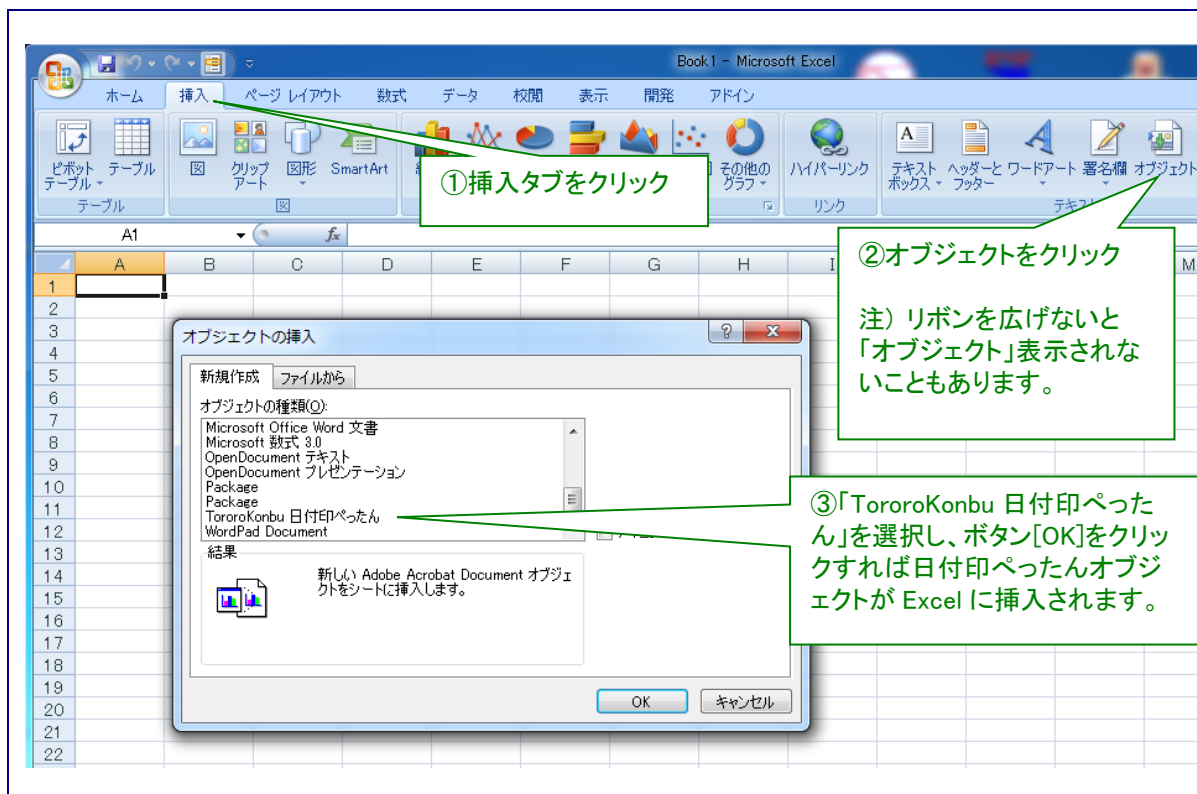 Book1 - Microsoft Excel
ホーム 挿入 ページ レイアウト 数式 データ 校閲 表示 開発 アドイン
ピボットテーブル テーブル 図 クリップアート 図形 SmartArt その他のグラフ ハイパーリンク テキストボックス ヘッダーとフッター ワードアート 署名欄 オブジェクト
テーブル 図 リンク
①挿入タブをクリック
A1 fx
A B C D E F G H I M
②オブジェクトをクリック
注) リボンを広げないと
「オブジェクト」表示されな
いこともあります。
1
2
3
4
5
6
7
8
9
10
11
12
13
14
15
16
17
18
19
20
21
22
オブジェクトの挿入
新規作成 ファイルから
オブジェクトの種類(O):
Microsoft Office Word 文書
Microsoft 数式 3.0
OpenDocument テキスト
OpenDocument プレゼンテーション
Package
Package
TororoKonbu 日付印ぺったん
WordPad Document
結果
新しい Adobe Acrobat Document オブジェ
クトをシートに挿入します。
OK キャンセル
③「TororoKonbu 日付印ぺった
ん」を選択し、ボタン[OK]をクリッ
クすれば日付印ぺったんオブジ
ェクトが Excel に挿入されます。